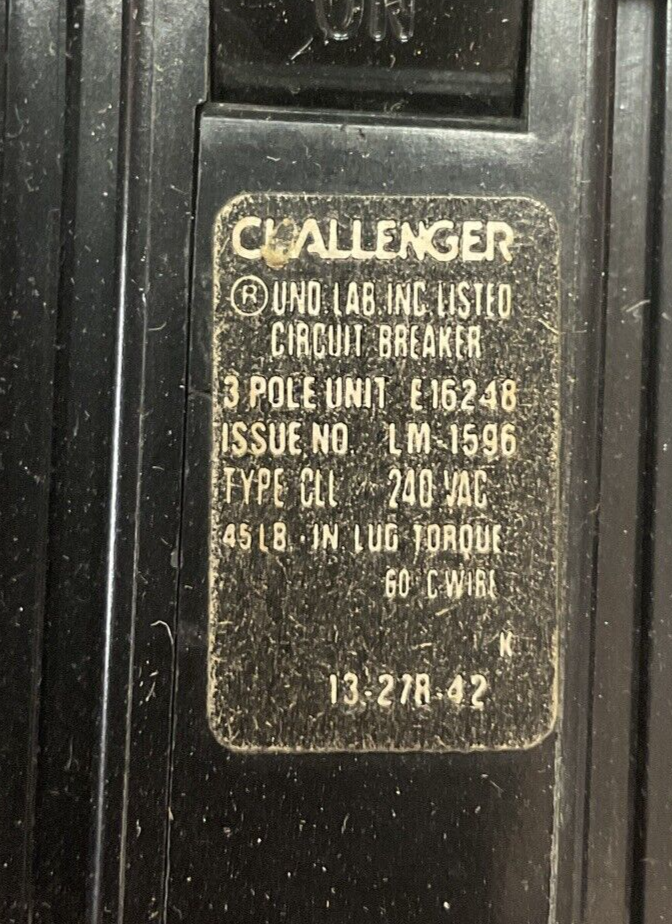 ON
CHALLENGER
® UND. LAB. INC. LISTED
CIRCUIT BREAKER
3 POLE UNIT E16248
ISSUE NO. LM-1596
TYPE CLL 240 VAC
45 LB - IN. LUG TORQUE
60°C WIRE
K
13-27R-42